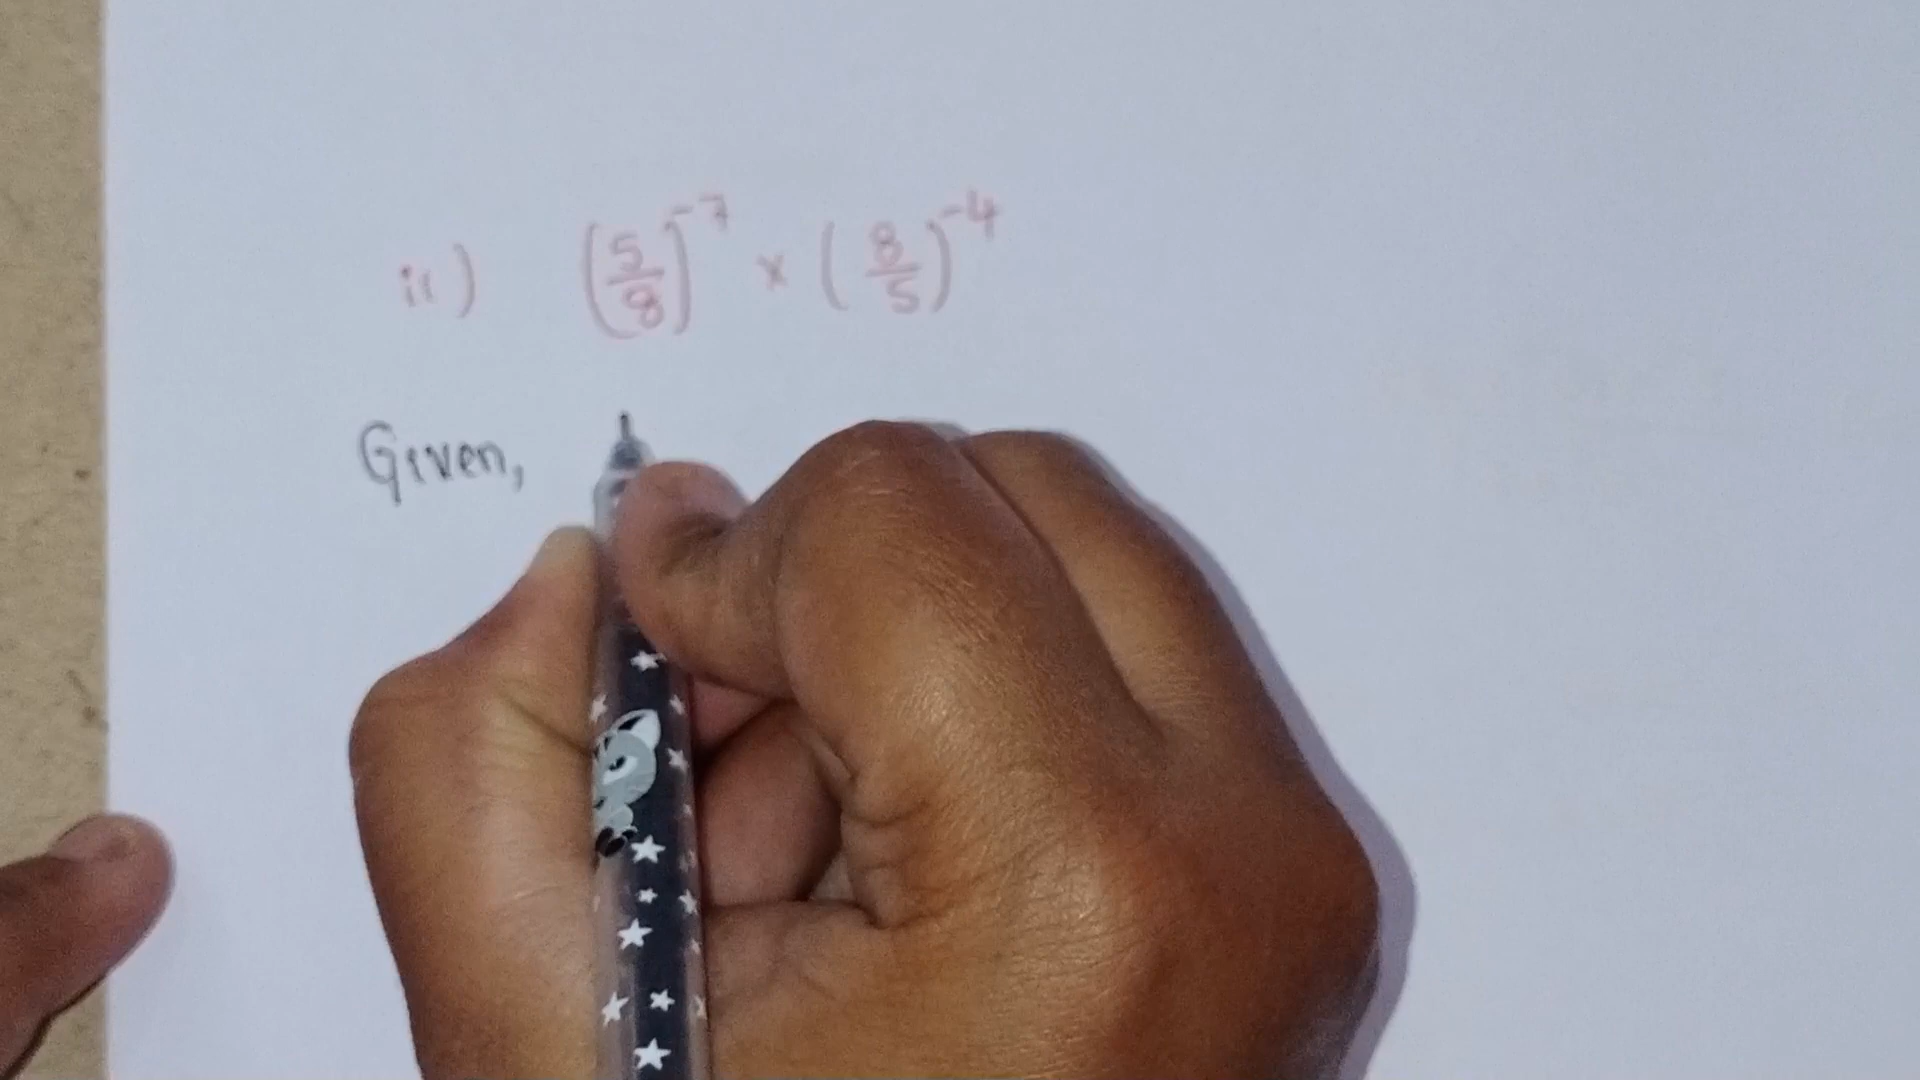 ii) (5/8)^-7 × (8/5)^-4
Given,